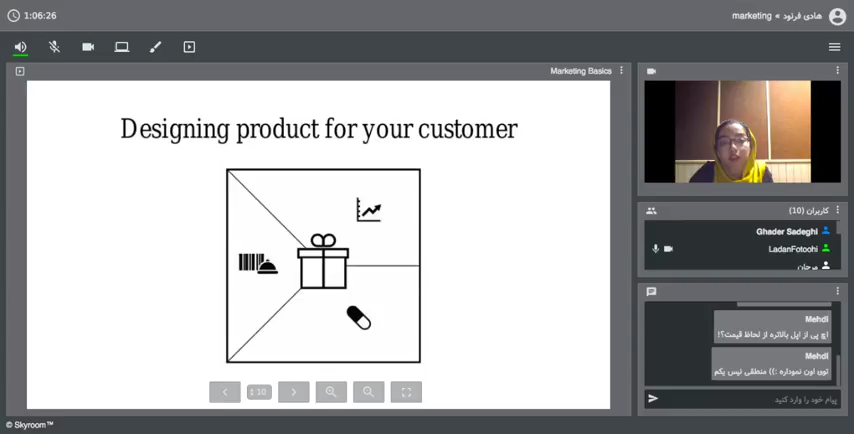 1:06:26
هادی فرنود » marketing
Marketing Basics
Designing product for your customer
10
کاربران (10)
Ghader Sadeghi
LadanFotoohi
مرجان
Mehdi
اچ پی از اپل بالاتره از لحاظ قیمت؟!
Mehdi
توی اون نموداره :)) منطقی نیس یکم
پیام خود را وارد کنید
© Skyroom™